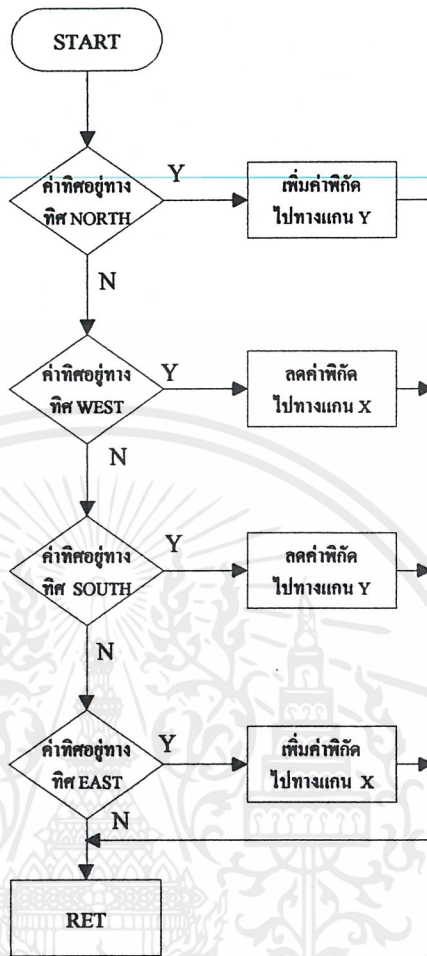 START
ค่าทิศอยู่ทาง
ทิศ NORTH
Y
เพิ่มค่าพิกัด
ไปทางแกน Y
N
ค่าทิศอยู่ทาง
ทิศ WEST
Y
ลดค่าพิกัด
ไปทางแกน X
N
ค่าทิศอยู่ทาง
ทิศ SOUTH
Y
ลดค่าพิกัด
ไปทางแกน Y
N
ค่าทิศอยู่ทาง
ทิศ EAST
Y
เพิ่มค่าพิกัด
ไปทางแกน X
N
RET